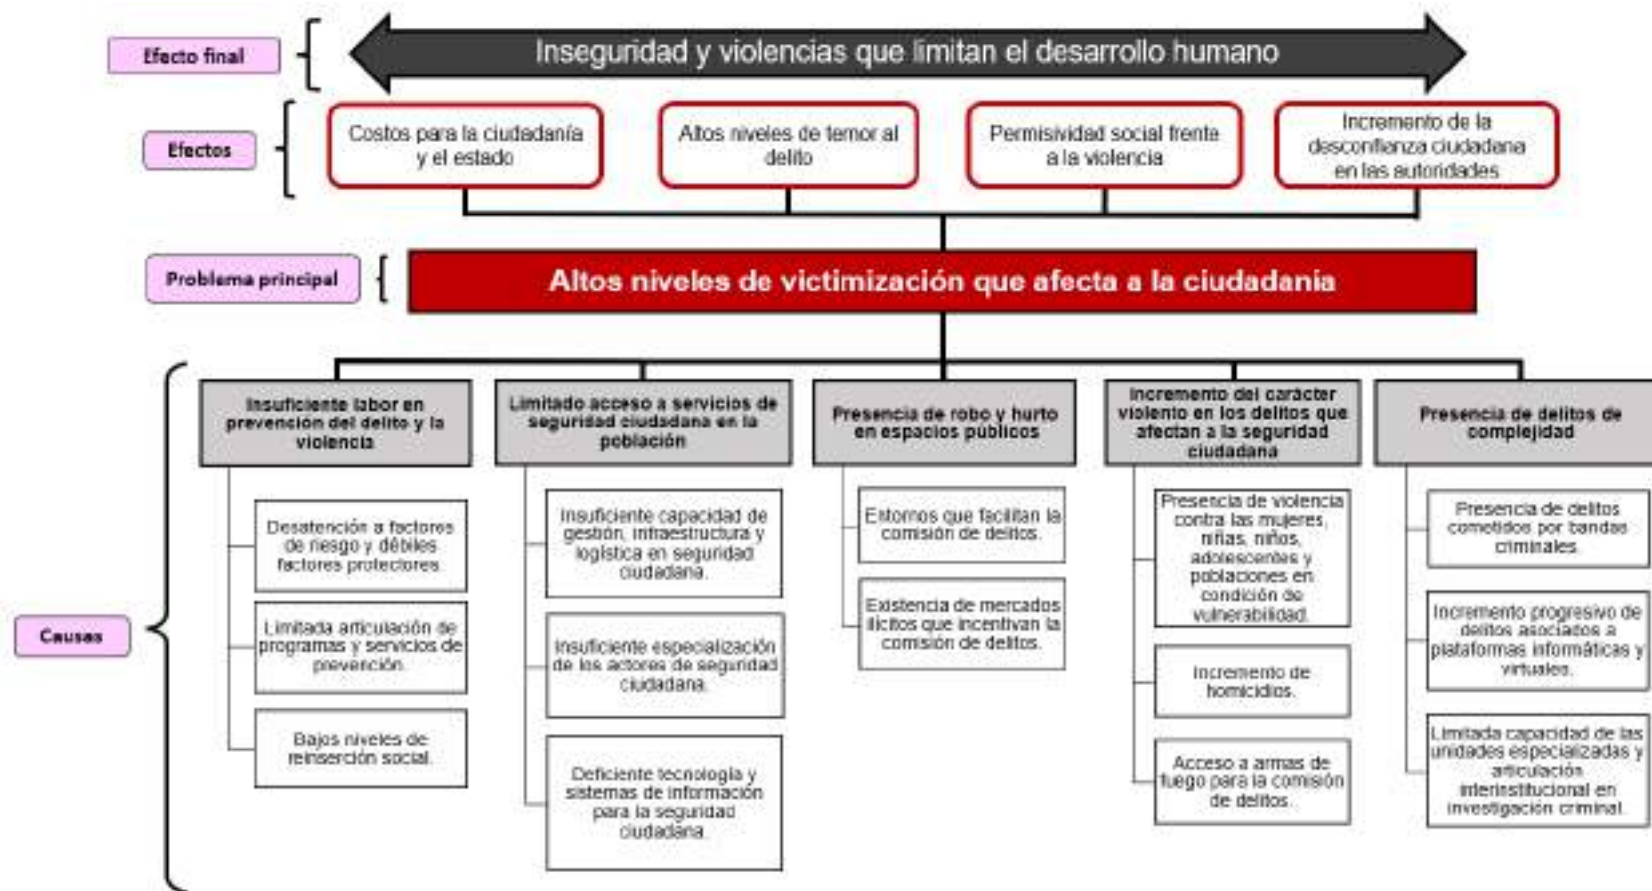 Efecto final
Inseguridad y violencias que limitan el desarrollo humano
Efectos
Costos para la ciudadanía
y el estado
Altos niveles de temor al
delito
Permisividad social frente
a la violencia
Incremento de la
desconfianza ciudadana
en las autoridades
Problema principal
Altos niveles de victimización que afecta a la ciudadanía
Causas
Insuficiente labor en
prevención del delito y la
violencia
Desatención a factores
de riesgo y débiles
factores protectores.
Limitada articulación de
programas y servicios de
prevención.
Bajos niveles de
reinserción social.
Limitado acceso a servicios de
seguridad ciudadana en la
población
Insuficiente capacidad de
gestión, infraestructura y
logística en seguridad
ciudadana.
Insuficiente especialización
de los actores de seguridad
ciudadana.
Deficiente tecnología y
sistemas de información
para la seguridad
ciudadana.
Presencia de robo y hurto
en espacios públicos
Entornos que facilitan la
comisión de delitos.
Existencia de mercados
ilícitos que incentivan la
comisión de delitos.
Incremento del carácter
violento en los delitos que
afectan a la seguridad
ciudadana
Presencia de violencia
contra las mujeres,
niñas, niños,
adolescentes y
poblaciones en
condición de
vulnerabilidad.
Incremento de
homicidios.
Acceso a armas de
fuego para la comisión
de delitos.
Presencia de delitos de
complejidad
Presencia de delitos
cometidos por bandas
criminales.
Incremento progresivo de
delitos asociados a
plataformas informáticas y
virtuales.
Limitada capacidad de las
unidades especializadas y
articulación
interinstitucional en
investigación criminal.